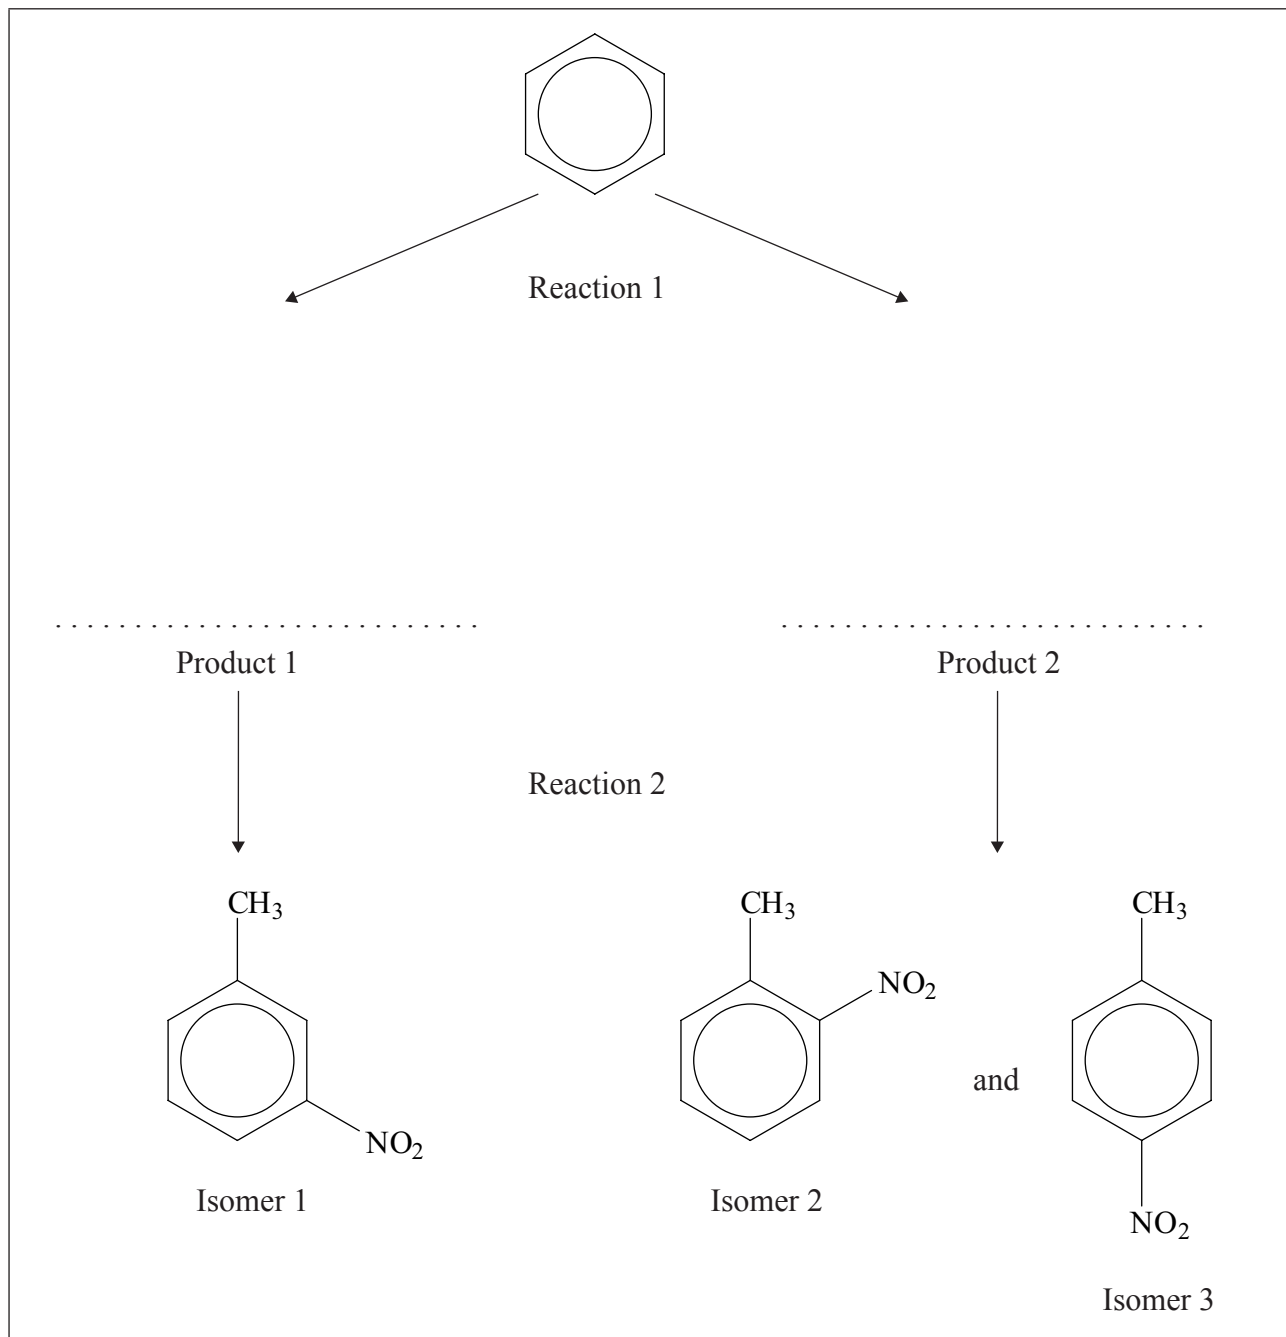 Reaction 1
Product 1
Product 2
Reaction 2
CH₃
CH₃
CH₃
NO₂
and
NO₂
Isomer 1
Isomer 2
NO₂
Isomer 3